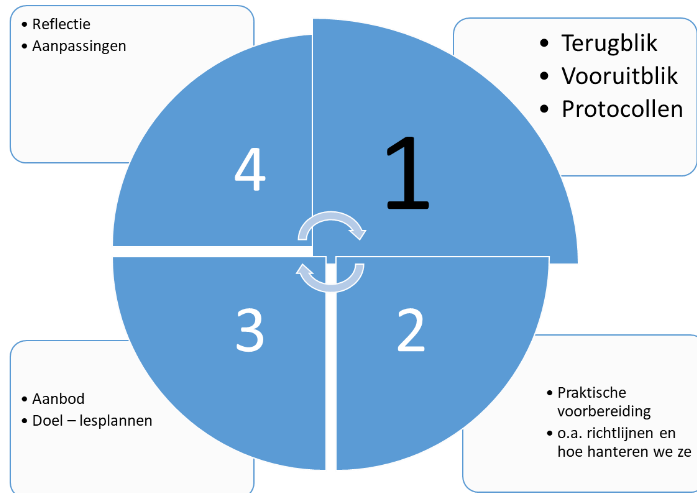 • Reflectie
• Aanpassingen
• Terugblik
• Vooruitblik
• Protocollen
4
1
3
2
• Aanbod
• Doel – lesplannen
• Praktische
voorbereiding
• o.a. richtlijnen en
hoe hanteren we ze